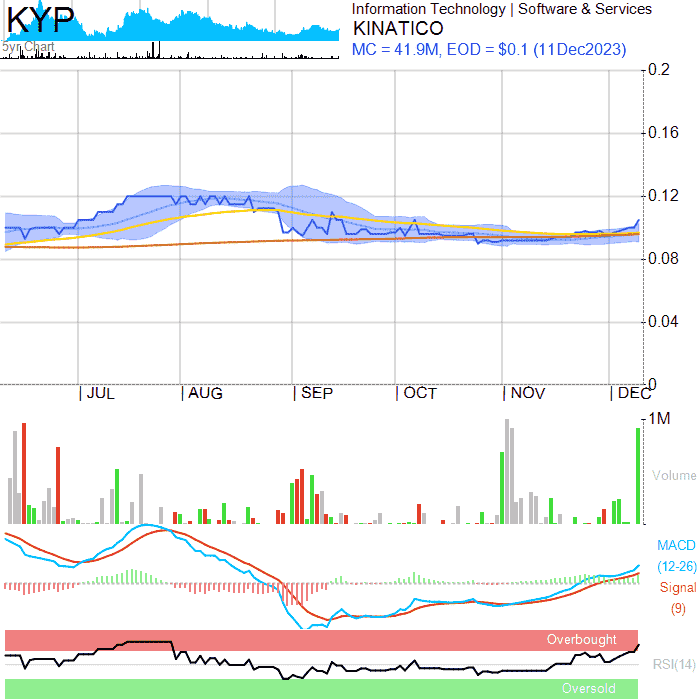 KYP
5yr Chart
Information Technology | Software & Services
KINATICO
MC = 41.9M, EOD = $0.1 (11Dec2023)
0.2
0.16
0.12
0.08
0.04
0
| JUL | AUG | SEP | OCT | NOV | DEC
1M
Volume
MACD
(12-26)
Signal
(9)
Overbought
RSI(14)
Oversold